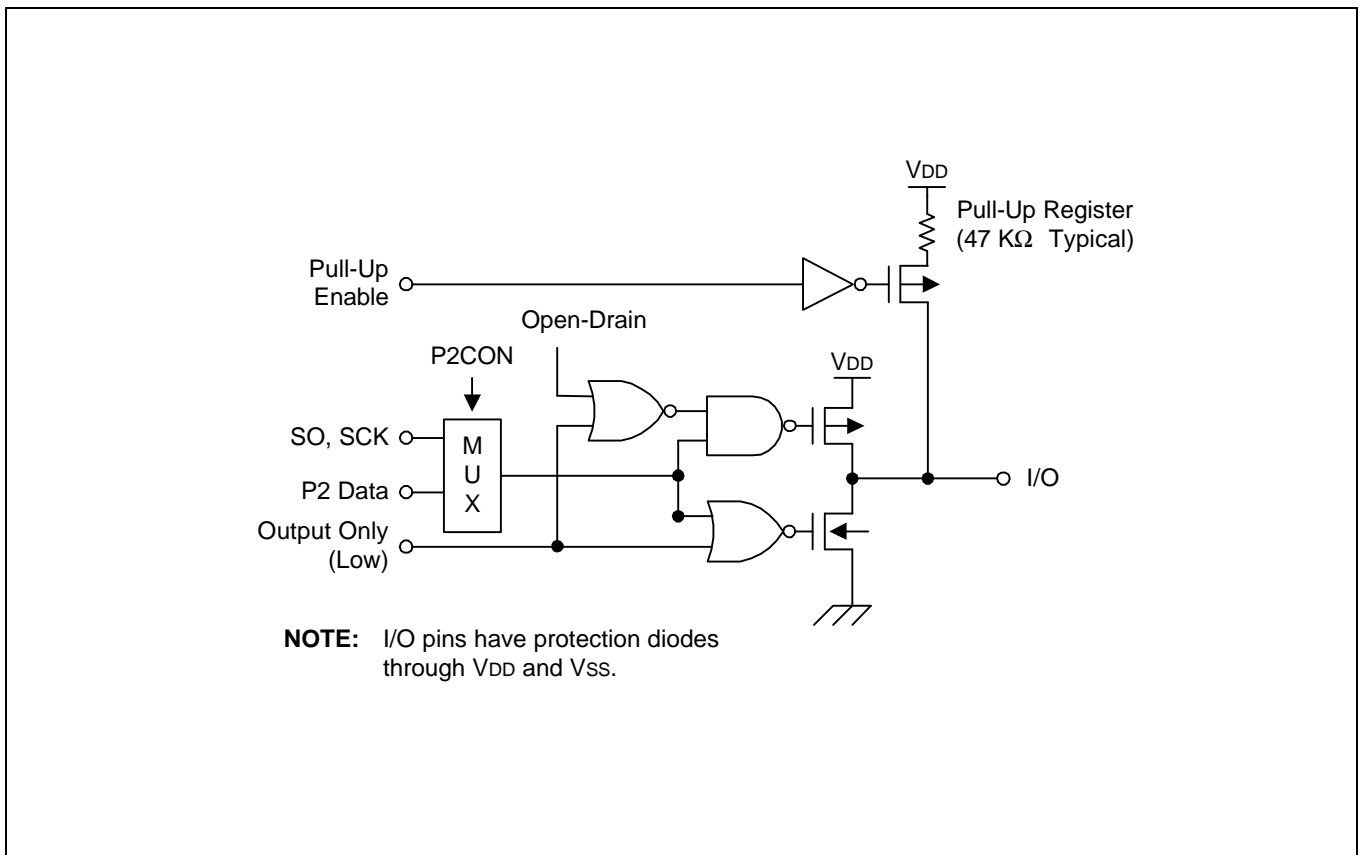 VDD
Pull-Up Register
(47 KΩ Typical)
Pull-Up
Enable
Open-Drain
P2CON
VDD
SO, SCK
M
U
X
P2 Data
I/O
Output Only
(Low)
NOTE: I/O pins have protection diodes
through VDD and VSS.